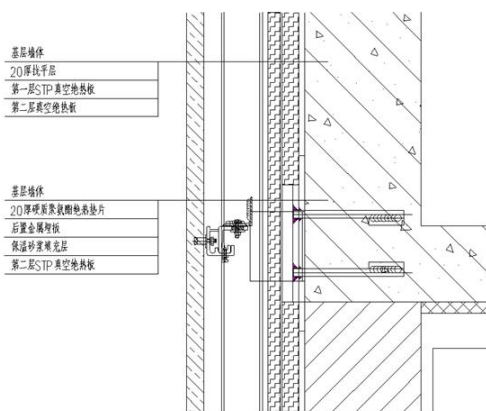 基层墙体
20厚抗平层
第一层STP真空绝热板
第二层真空绝热板
基层墙体
20厚硬质聚氨酯绝热垫片
后置金属埋板
保温砂浆填充层
第二层STP真空绝热板